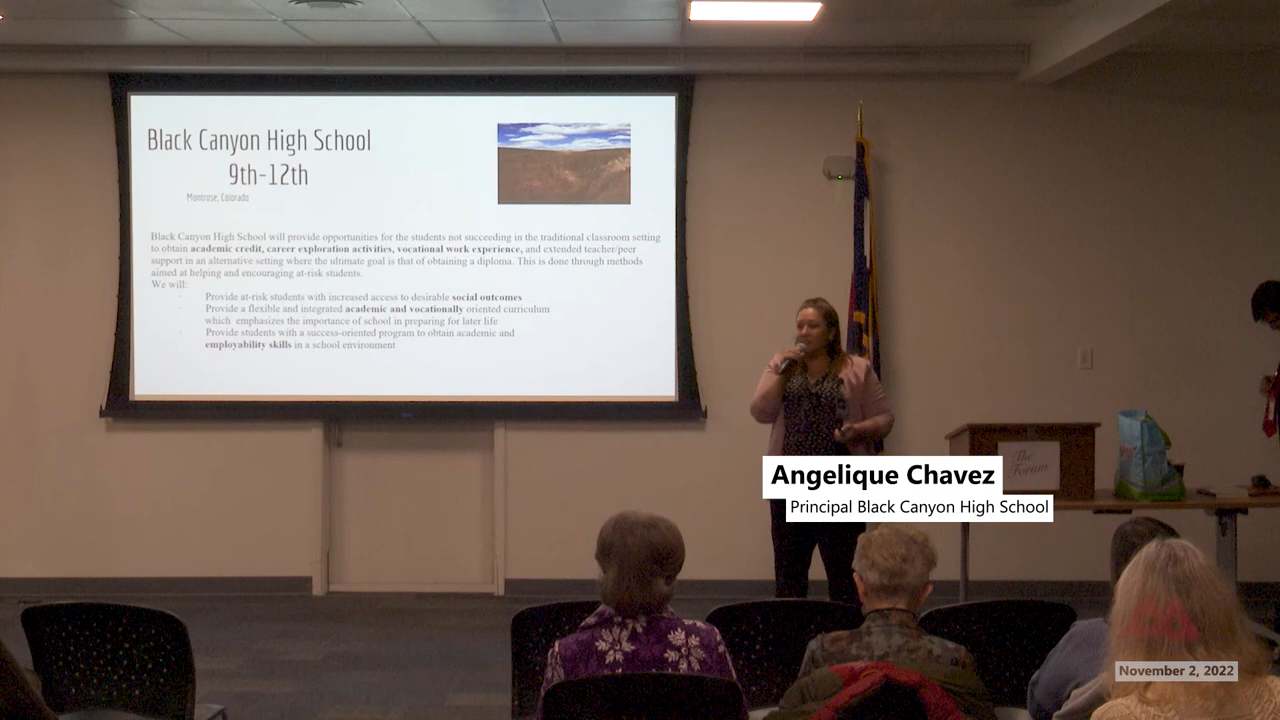 Black Canyon High School
9th-12th
Montrose, Colorado
Black Canyon High School will provide opportunities for the students not succeeding in the traditional classroom setting
to obtain academic credit, career exploration activities, vocational work experience, and extended teacher/peer
support in an alternative setting where the ultimate goal is that of obtaining a diploma. This is done through methods
aimed at helping and encouraging at-risk students.
We will:
Provide at-risk students with increased access to desirable social outcomes
Provide a flexible and integrated academic and vocationally oriented curriculum
which emphasizes the importance of school in preparing for later life
Provide students with a success-oriented program to obtain academic and
employability skills in a school environment
The
Forum
Angelique Chavez
Principal Black Canyon High School
November 2, 2022